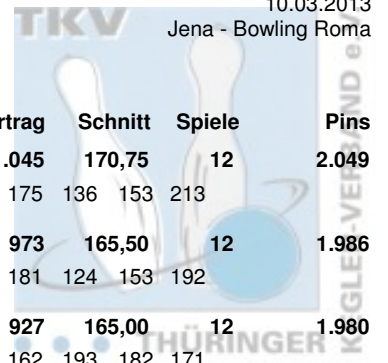 TKV
10.03.2013
Jena - Bowling Roma
rtrag Schnitt Spiele Pins
.045 170,75 12 2.049
175 136 153 213
973 165,50 12 1.986
181 124 153 192
927 165,00 12 1.980
162 193 182 171
THÜRINGER
KEGLER-VERBAND e.V.